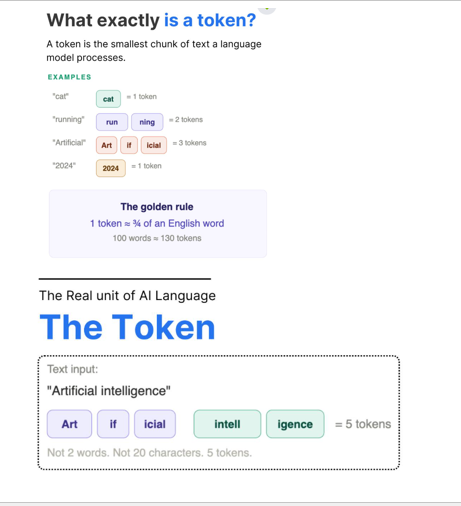 What exactly is a token?
A token is the smallest chunk of text a language
model processes.
EXAMPLES
"cat" cat = 1 token
"running" run ning = 2 tokens
"Artificial" Art if icial = 3 tokens
"2024" 2024 = 1 token
The golden rule
1 token ≈ ¾ of an English word
100 words ≈ 130 tokens
The Real unit of AI Language
The Token
Text input:
"Artificial intelligence"
Art if icial intell igence = 5 tokens
Not 2 words. Not 20 characters. 5 tokens.